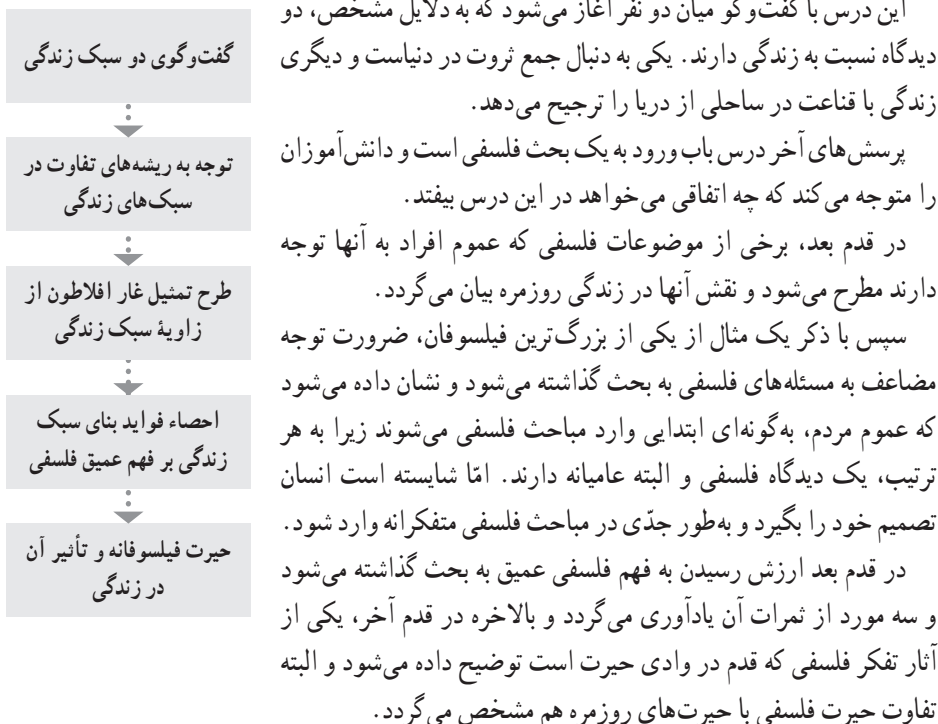 این درس با گفت‌وگو میان دو نفر آغاز می‌شود که به دلایل مشخص، دو
دیدگاه نسبت به زندگی دارند. یکی به دنبال جمع ثروت در دنیاست و دیگری
زندگی با قناعت در ساحلی از دریا را ترجیح می‌دهد.
پرسش‌های آخر درس باب ورود به یک بحث فلسفی است و دانش‌آموزان
را متوجه می‌کند که چه اتفاقی می‌خواهد در این درس بیفتد.
در قدم بعد، برخی از موضوعات فلسفی که عموم افراد به آنها توجه
دارند مطرح می‌شود و نقش آنها در زندگی روزمره بیان می‌گردد.
سپس با ذکر یک مثال از یکی از بزرگ‌ترین فیلسوفان، ضرورت توجه
مضاعف به مسئله‌های فلسفی به بحث گذاشته می‌شود و نشان داده می‌شود
که عموم مردم، به‌گونه‌ای ابتدایی وارد مباحث فلسفی می‌شوند زیرا به هر
ترتیب، یک دیدگاه فلسفی و البته عامیانه دارند. امّا شایسته است انسان
تصمیم خود را بگیرد و به‌طور جدّی در مباحث فلسفی متفکرانه وارد شود.
در قدم بعد ارزش رسیدن به فهم فلسفی عمیق به بحث گذاشته می‌شود
و سه مورد از ثمرات آن یادآوری می‌گردد و بالاخره در قدم آخر، یکی از
آثار تفکر فلسفی که قدم در وادی حیرت است توضیح داده می‌شود و البته
تفاوت حیرت فلسفی با حیرت‌های روزمره هم مشخص می‌گردد.
گفت‌وگوی دو سبک زندگی
توجه به ریشه‌های تفاوت در
سبک‌های زندگی
طرح تمثیل غار افلاطون از
زاویۀ سبک زندگی
احصاء فواید بنای سبک
زندگی بر فهم عمیق فلسفی
حیرت فیلسوفانه و تأثیر آن
در زندگی